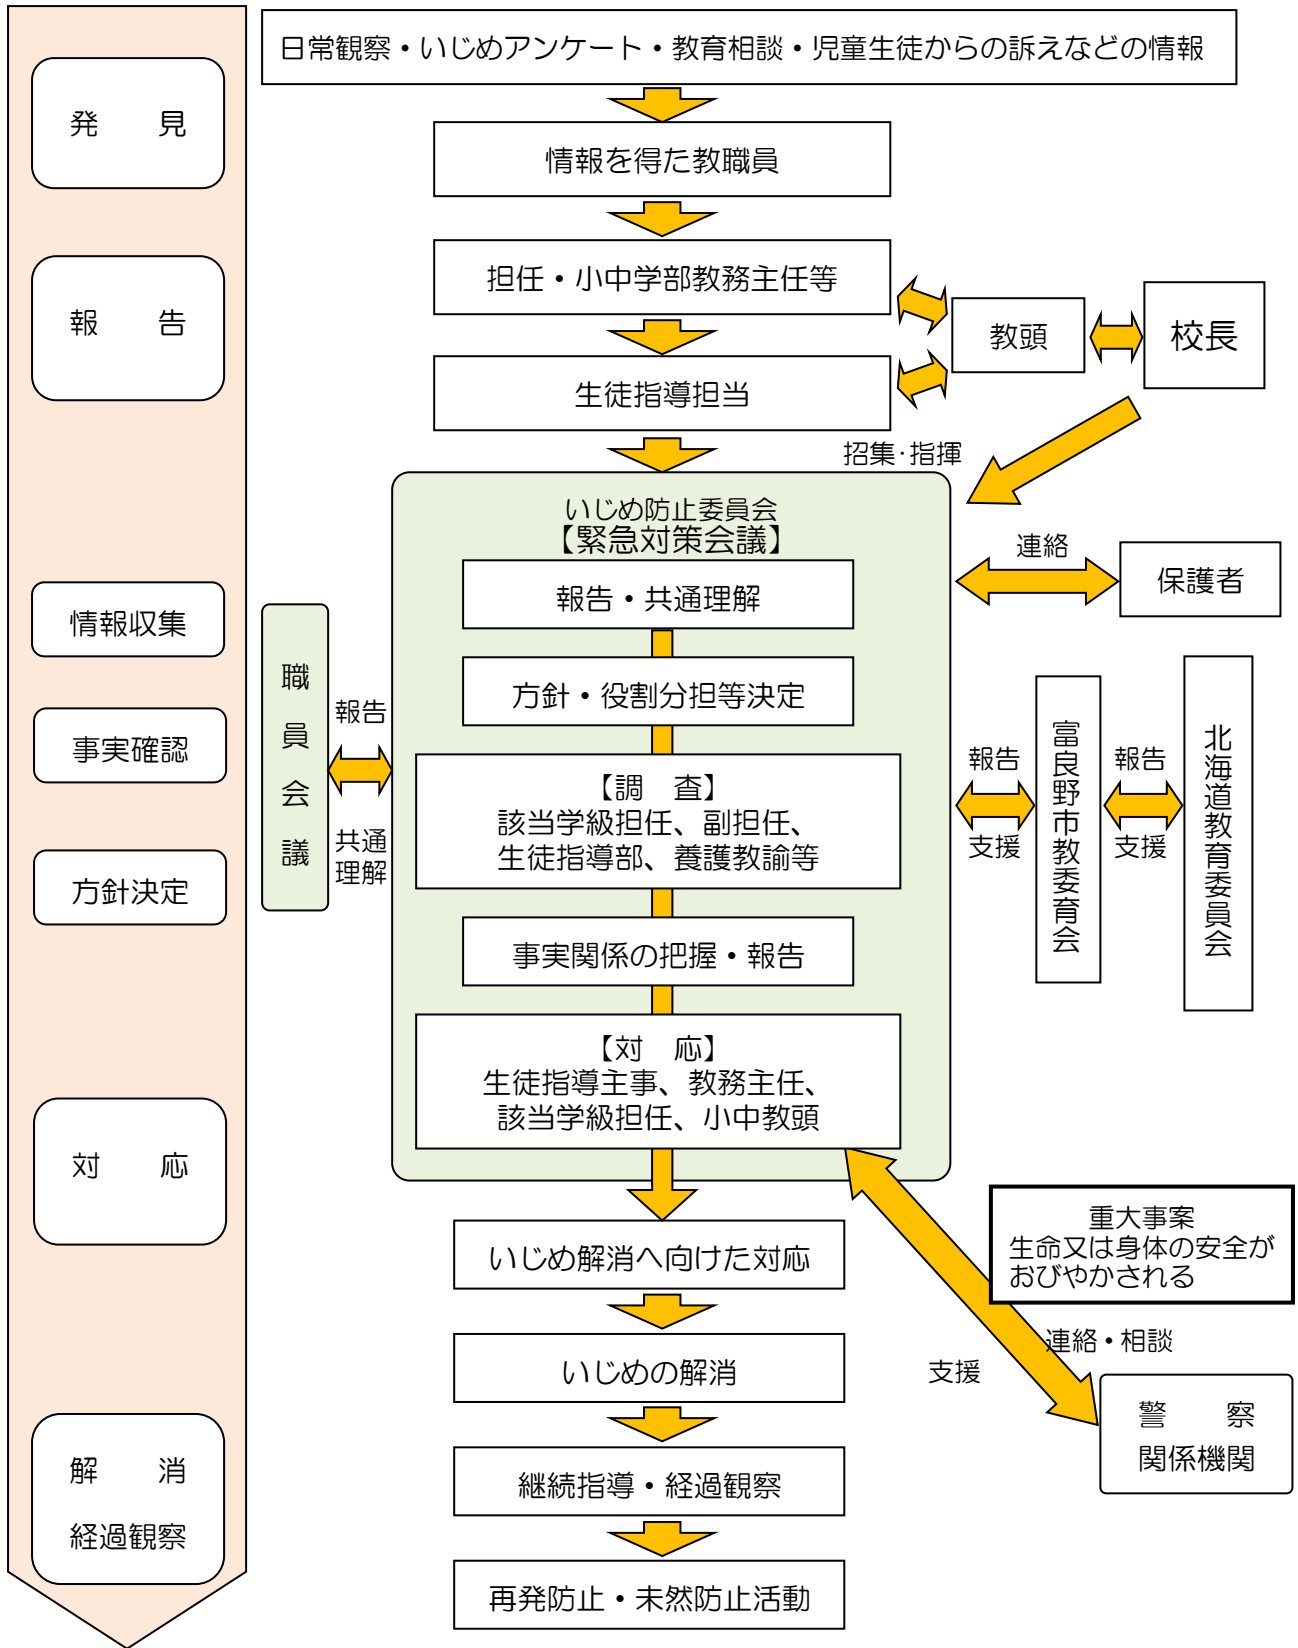 日常観察・いじめアンケート・教育相談・児童生徒からの訴えなどの情報
発　　見
情報を得た教職員
担任・小中学部教務主任等
報　　告
教頭
校長
生徒指導担当
招集・指揮
いじめ防止委員会
【緊急対策会議】
連絡
保護者
報告・共通理解
情報収集
職員会議
方針・役割分担等決定
報告
事実確認
共通
理解
【調　査】
該当学級担任、副担任、
生徒指導部、養護教諭等
報告
支援
富良野市教委育会
報告
支援
北海道教育委員会
方針決定
事実関係の把握・報告
【対　応】
生徒指導主事、教務主任、
該当学級担任、小中教頭
対　　応
重大事案
生命又は身体の安全が
おびやかされる
いじめ解消へ向けた対応
連絡・相談
支援
いじめの解消
警　　察
関係機関
解　　消
経過観察
継続指導・経過観察
再発防止・未然防止活動